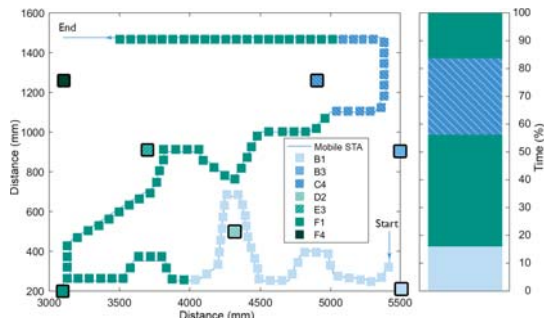 1600
1400
1200
1000
800
600
400
200
Distance (mm)
End
Start
Mobile STA
B1
B3
C4
D2
E3
F1
F4
3000 3500 4000 4500 5000 5500
Distance (mm)
100
90
80
70
60
50
40
30
20
10
0
Time (%)